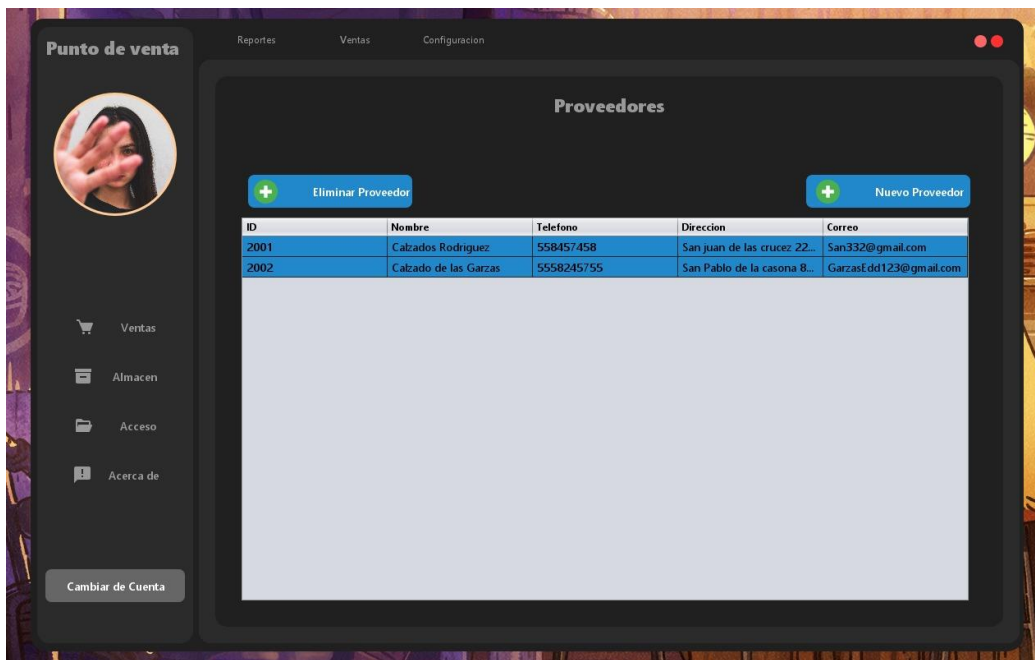 Punto de venta
Reportes Ventas Configuracion
Proveedores
Eliminar Proveedor Nuevo Proveedor
ID Nombre Telefono Direccion Correo
2001 Calzados Rodriguez 558457458 San juan de las crucez 22... San332@gmail.com
2002 Calzado de las Garzas 5558245755 San Pablo de la casona 8... GarzasEdd123@gmail.com
Ventas
Almacen
Acceso
Acerca de
Cambiar de Cuenta